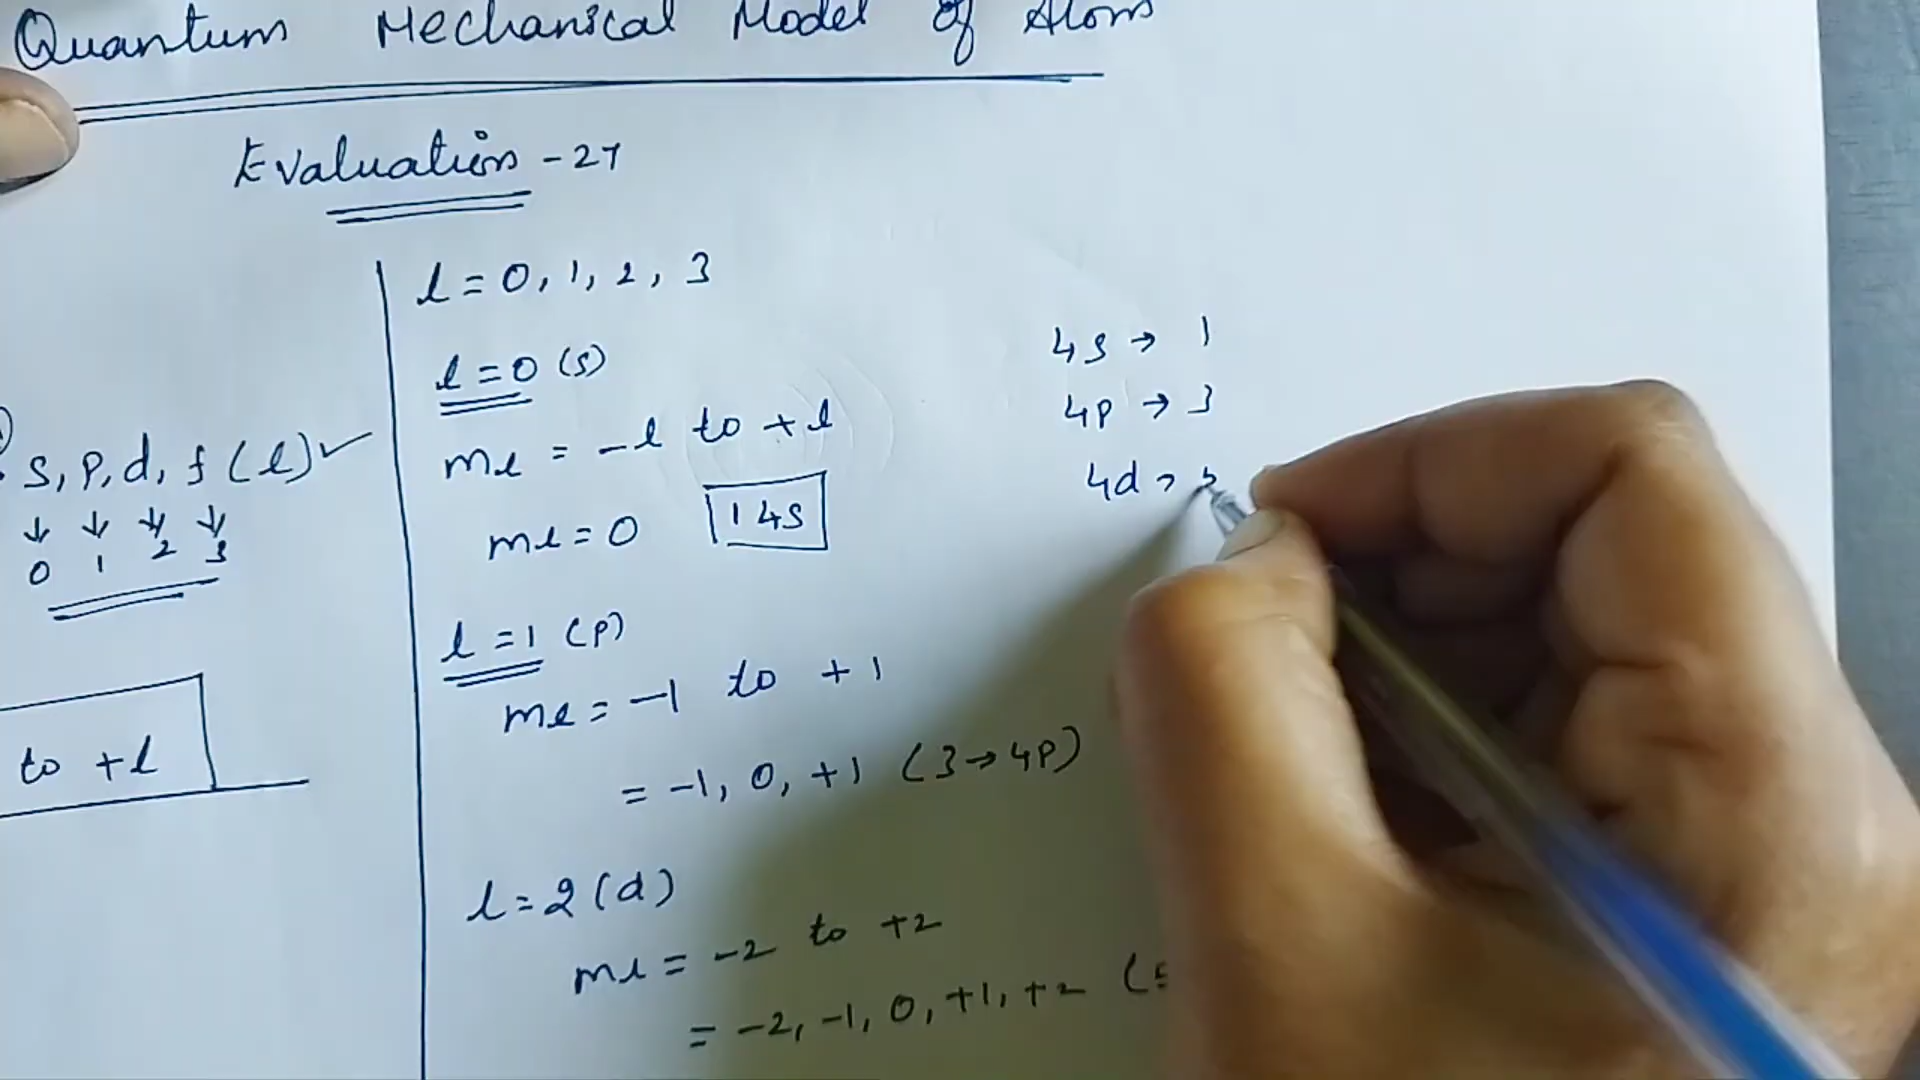 Quantum Mechanical Model of Atom
Evaluation - 27
s, p, d, f (l) ✓
↓ ↓ ↓ ↓
0 1 2 3
to +l
l = 0, 1, 2, 3
l = 0 (s)
ml = -l to +l
ml = 0 1 4s
l = 1 (p)
ml = -1 to +1
= -1, 0, +1 (3 → 4p)
l = 2 (d)
ml = -2 to +2
= -2, -1, 0, +1, +2 (5
4s → 1
4p → 3
4d →